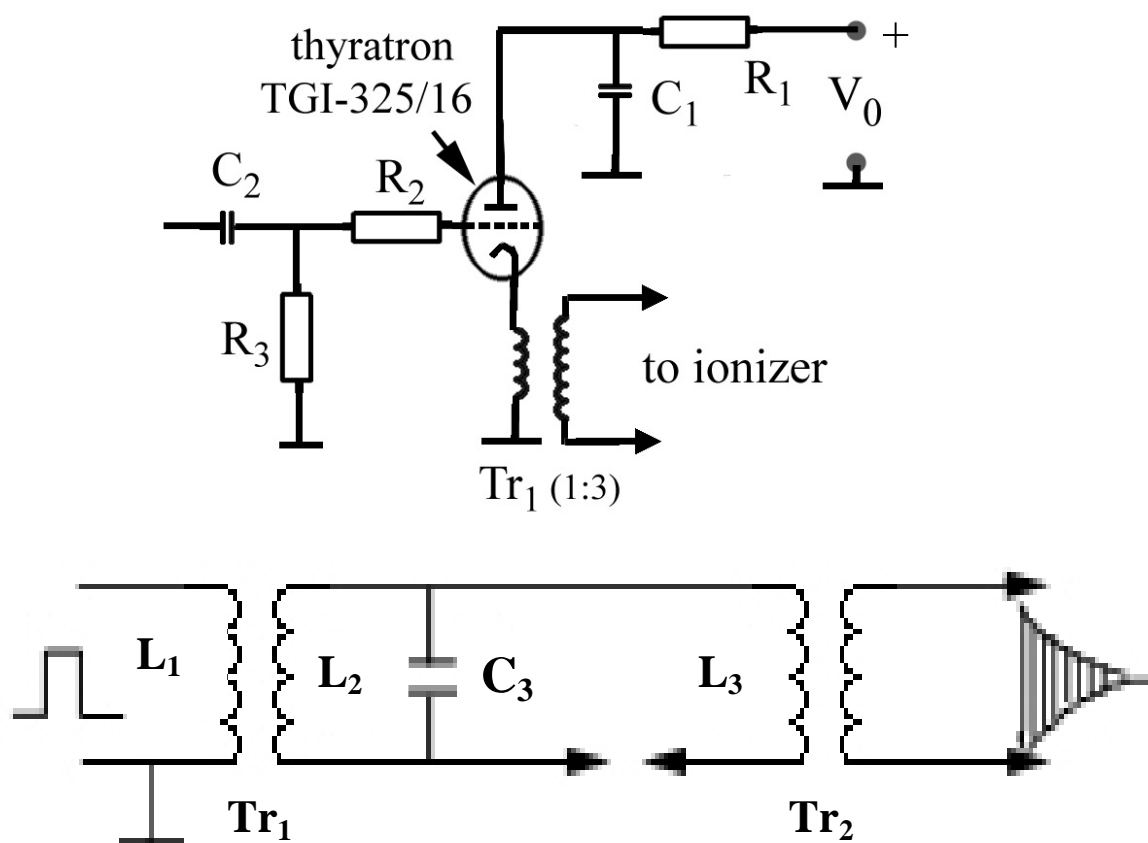 thyratron
TGI-325/16
+
R1
V0
C1
C2
R2
R3
to ionizer
Tr1 (1:3)
L1
L2
C3
L3
Tr1
Tr2